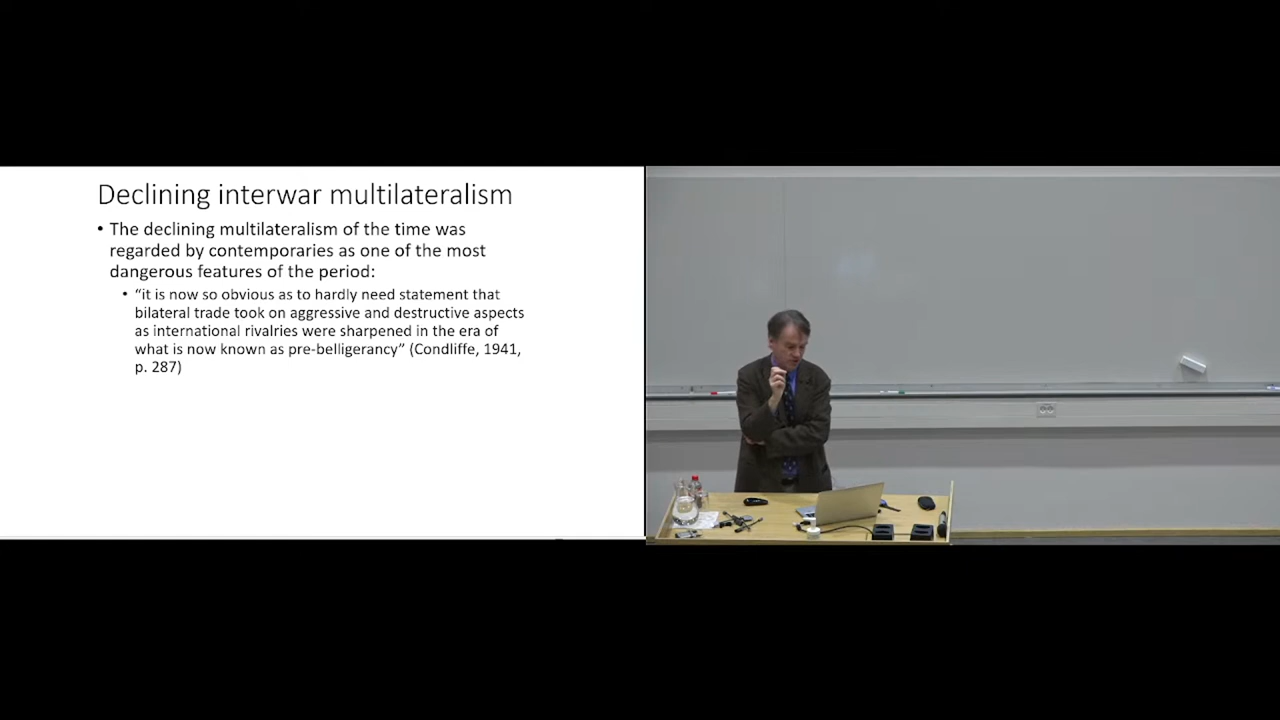 Declining interwar multilateralism
• The declining multilateralism of the time was
regarded by contemporaries as one of the most
dangerous features of the period:
• “it is now so obvious as to hardly need statement that
bilateral trade took on aggressive and destructive aspects
as international rivalries were sharpened in the era of
what is now known as pre-belligerancy” (Condliffe, 1941,
p. 287)